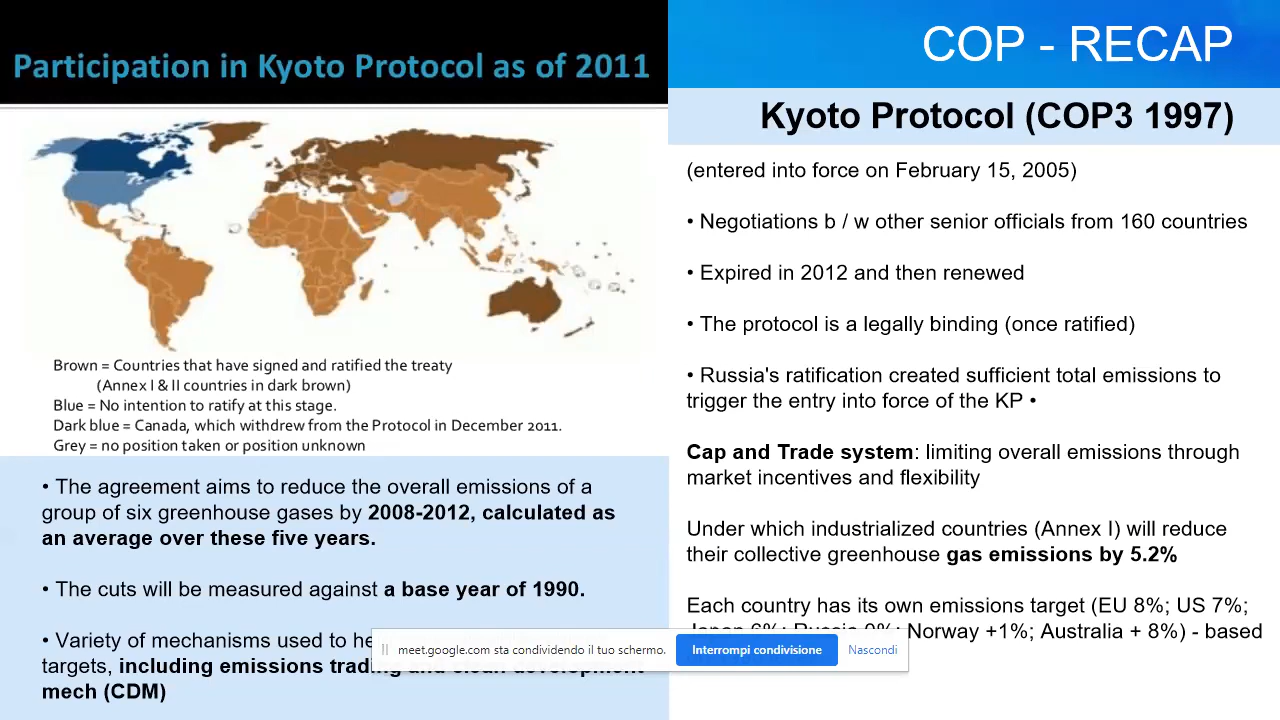 Participation in Kyoto Protocol as of 2011
Brown = Countries that have signed and ratified the treaty
(Annex I & II countries in dark brown)
Blue = No intention to ratify at this stage.
Dark blue = Canada, which withdrew from the Protocol in December 2011.
Grey = no position taken or position unknown
• The agreement aims to reduce the overall emissions of a
group of six greenhouse gases by 2008-2012, calculated as
an average over these five years.
• The cuts will be measured against a base year of 1990.
• Variety of mechanisms used to
targets, including emissions trading and clean development
mech (CDM)
COP - RECAP
Kyoto Protocol (COP3 1997)
(entered into force on February 15, 2005)
• Negotiations b / w other senior officials from 160 countries
• Expired in 2012 and then renewed
• The protocol is a legally binding (once ratified)
• Russia's ratification created sufficient total emissions to
trigger the entry into force of the KP •
Cap and Trade system: limiting overall emissions through
market incentives and flexibility
Under which industrialized countries (Annex I) will reduce
their collective greenhouse gas emissions by 5.2%
Each country has its own emissions target (EU 8%; US 7%;
Japan 6%; Russia 0%; Norway +1%; Australia + 8%) - based
meet.google.com sta condividendo il tuo schermo.
Interrompi condivisione
Nascondi